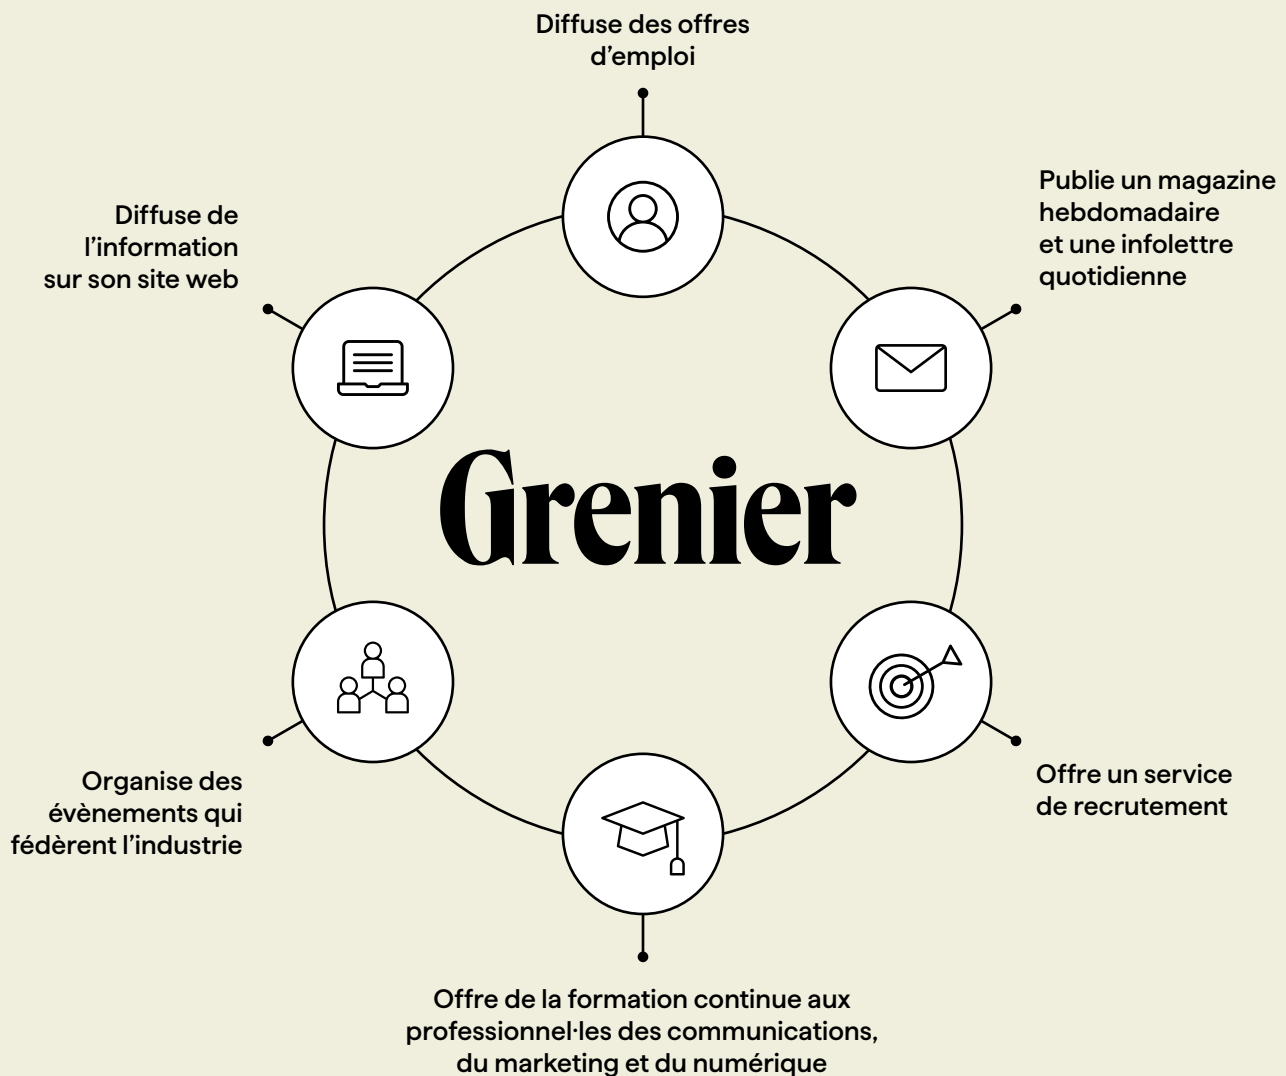 Diffuse des offres
d’emploi
Publie un magazine
hebdomadaire
et une infolettre
quotidienne
Diffuse de
l’information
sur son site web
Grenier
Offre un service
de recrutement
Organise des
évènements qui
fédèrent l’industrie
Offre de la formation continue aux
professionnel·les des communications,
du marketing et du numérique